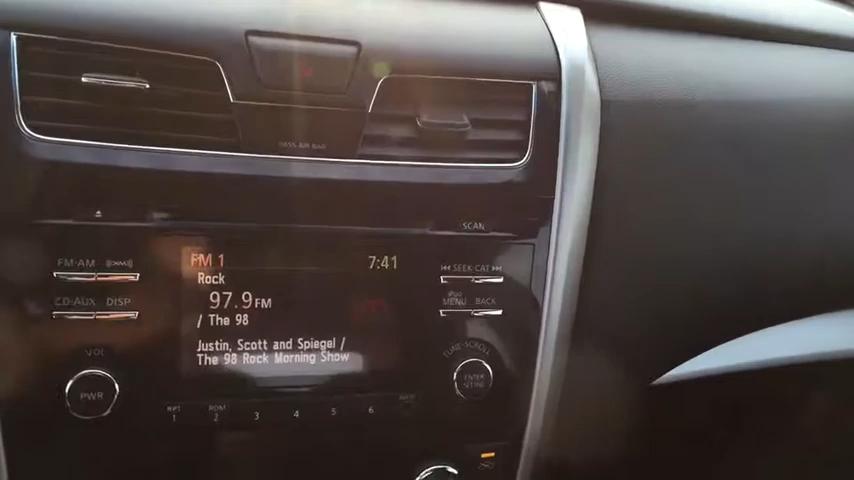 PASS AIR BAG
SCAN
FM·AM
CD·AUX DISP
FM 1
7:41
Rock
97.9FM
/ The 98
Justin, Scott and Spiegel /
The 98 Rock Morning Show
SEEK·CAT
iPod
MENU BACK
TUNE·SCROLL
ENTER
SETTING
VOL
PWR
RPT RDM
1 2 3 4 5 6